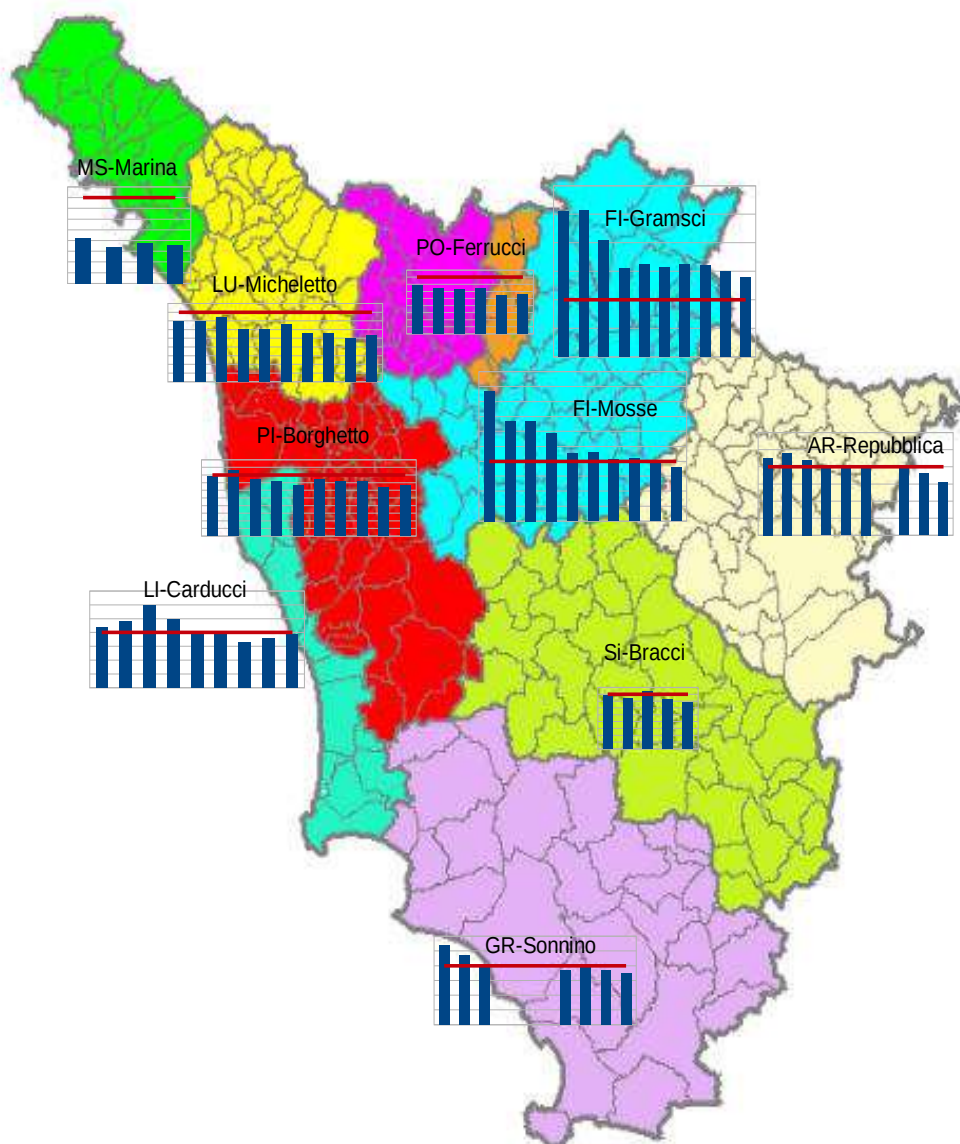 MS-Marina
FI-Gramsci
PO-Ferrucci
LU-Micheletto
FI-Mosse
PI-Borghetto
AR-Repubblica
LI-Carducci
Si-Bracci
GR-Sonnino